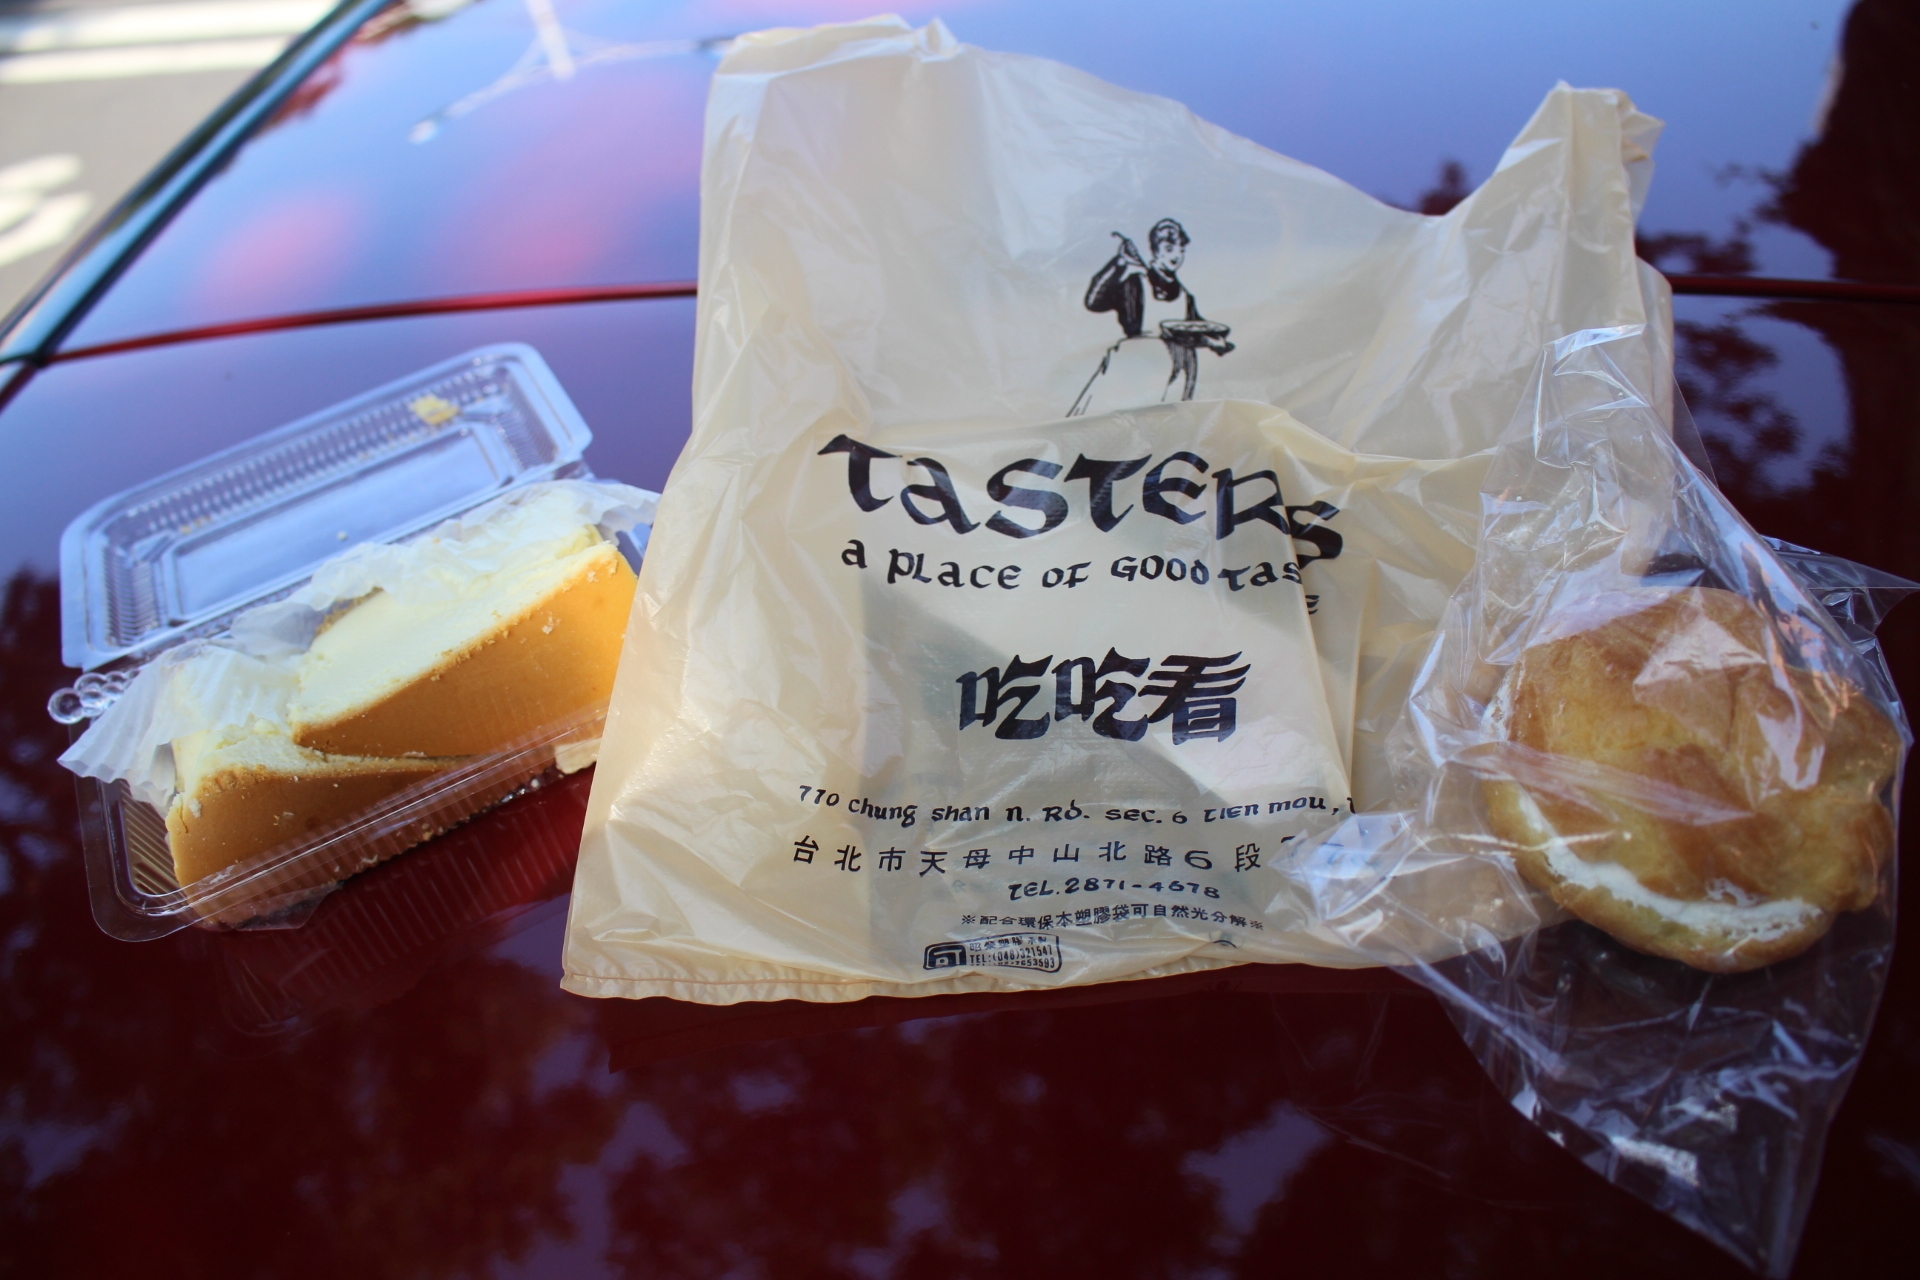 TASTERS
a PLACE OF GOOD TASTE
吃吃看
770 chung shan n. Rd. sec. 6 tien mou,
台北市天母中山北路6段
TEL. 2871-4678
※配合環保本塑膠袋可自然光分解※